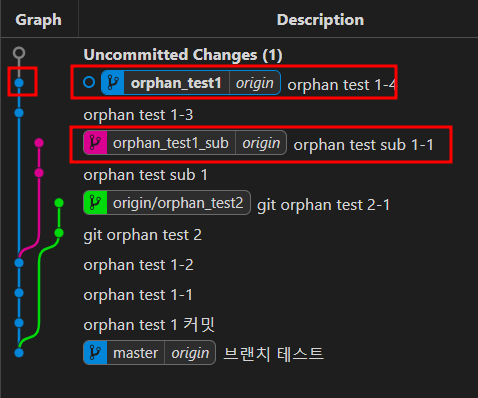 Graph Description
Uncommitted Changes (1)
orphan_test1 origin orphan test 1-4
orphan test 1-3
orphan_test1_sub origin orphan test sub 1-1
orphan test sub 1
origin/orphan_test2 git orphan test 2-1
git orphan test 2
orphan test 1-2
orphan test 1-1
orphan test 1 커밋
master origin 브랜치 테스트